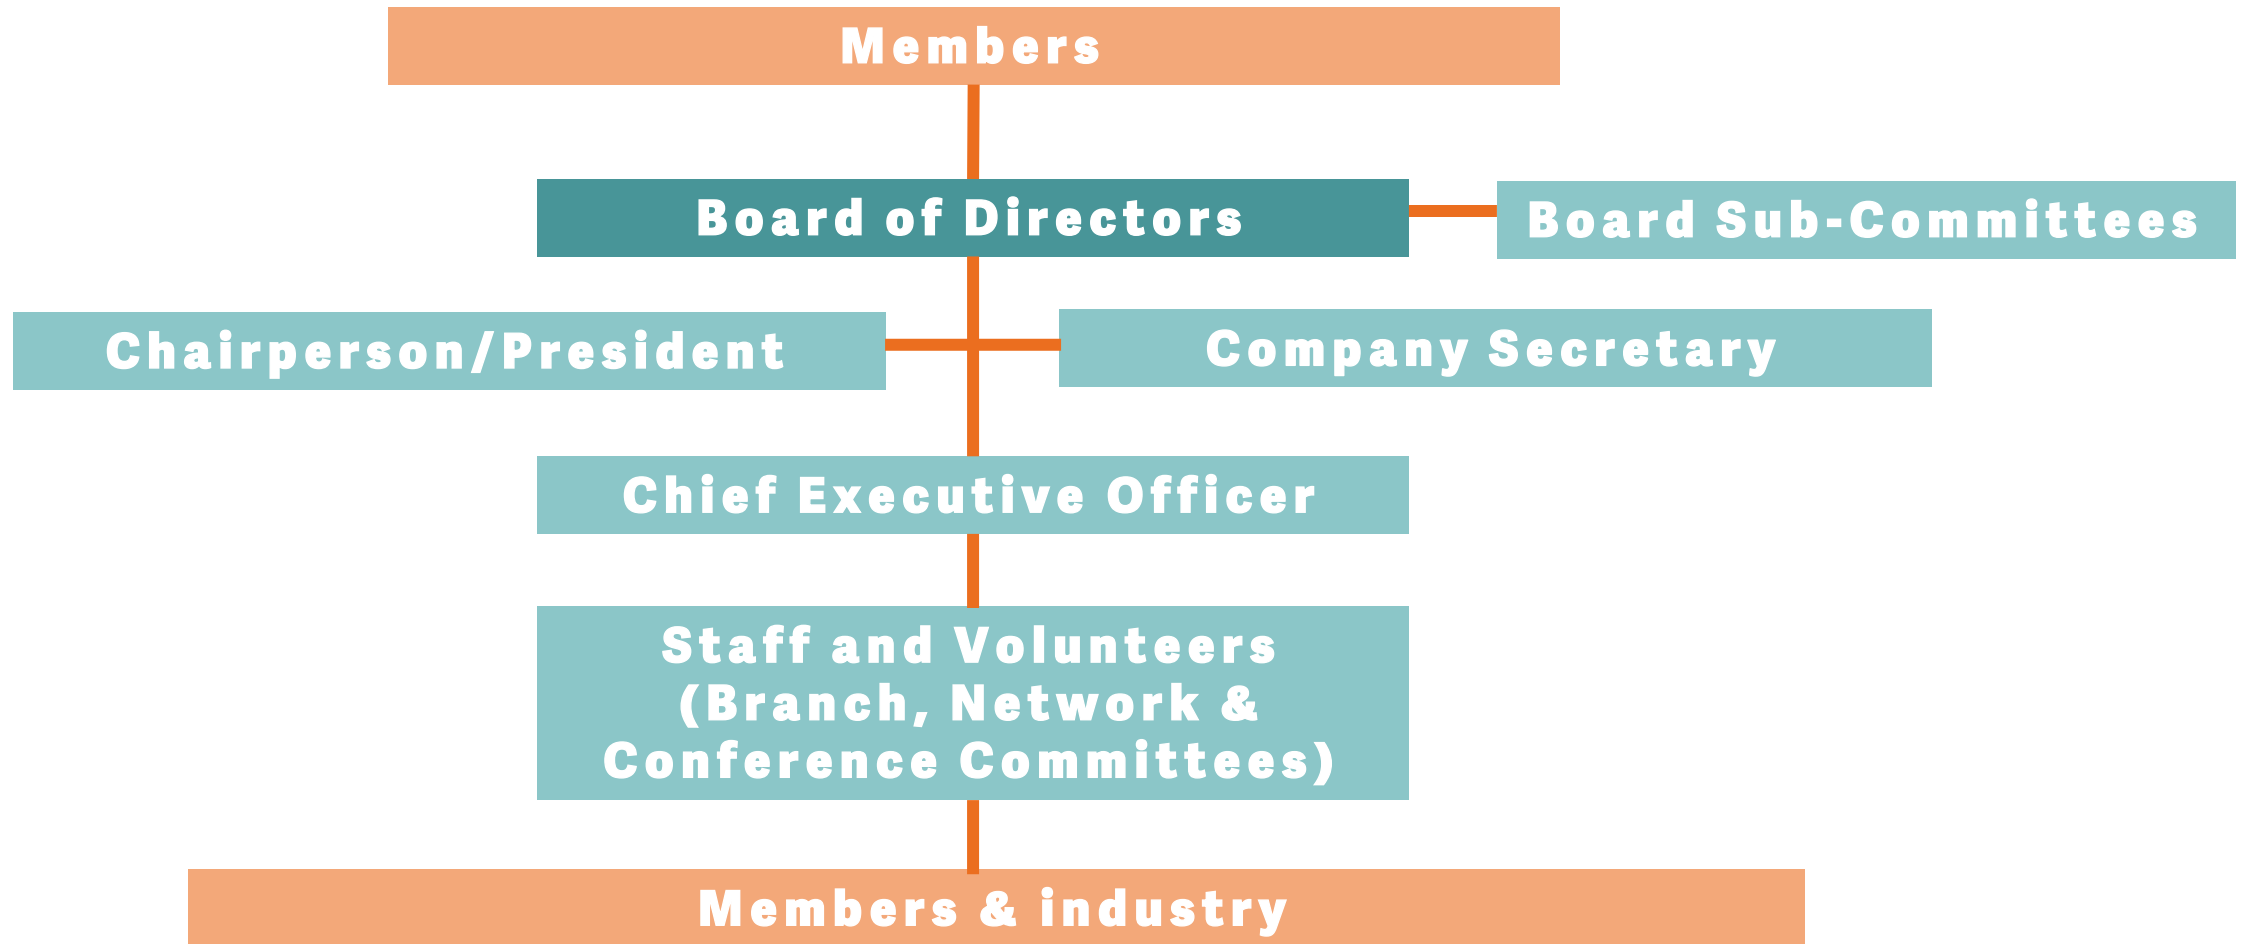 Members
Board of Directors
Board Sub-Committees
Chairperson/President
Company Secretary
Chief Executive Officer
Staff and Volunteers
(Branch, Network &
Conference Committees)
Members & industry